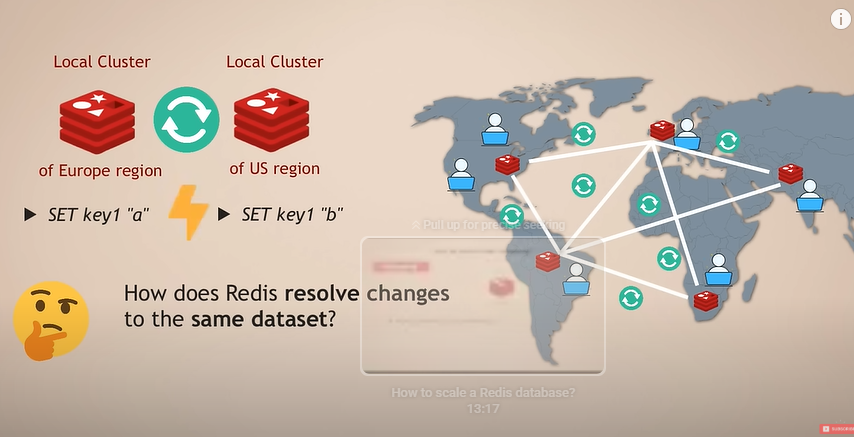 Local Cluster
Local Cluster
of Europe region
of US region
SET key1 "a"
SET key1 "b"
How does Redis resolve changes
to the same dataset?
Pull up for precise seeking
How to scale a Redis database?
13:17